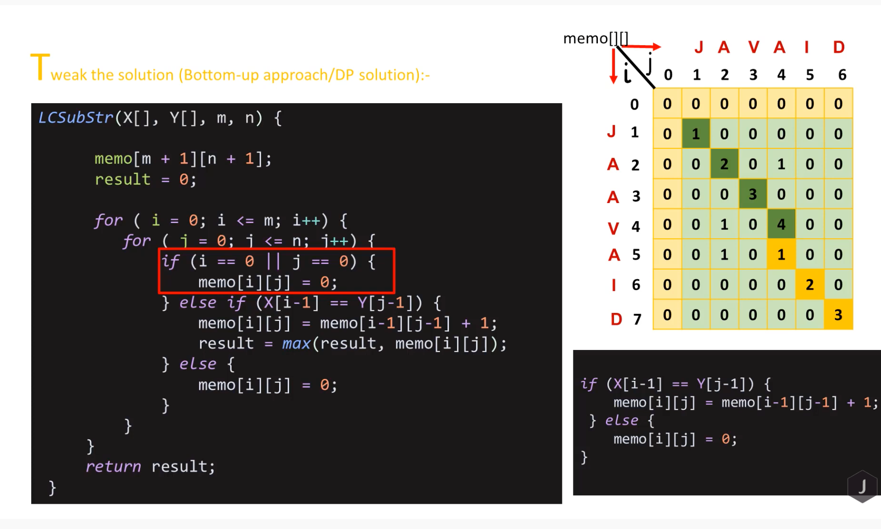 Tweak the solution (Bottom-up approach/DP solution):-
LCSubStr(X[], Y[], m, n) {
memo[m + 1][n + 1];
result = 0;
for ( i = 0; i <= m; i++) {
for ( j = 0; j <= n; j++) {
if (i == 0 || j == 0) {
memo[i][j] = 0;
} else if (X[i-1] == Y[j-1]) {
memo[i][j] = memo[i-1][j-1] + 1;
result = max(result, memo[i][j]);
} else {
memo[i][j] = 0;
}
}
}
return result;
}
memo[][]
i j
J A V A I D
0 1 2 3 4 5 6
0 0 0 0 0 0 0 0
J 1 0 1 0 0 0 0 0
A 2 0 0 2 0 1 0 0
A 3 0 0 0 3 0 0 0
V 4 0 0 1 0 4 0 0
A 5 0 0 1 0 1 0 0
I 6 0 0 0 0 0 2 0
D 7 0 0 0 0 0 0 3
if (X[i-1] == Y[j-1]) {
memo[i][j] = memo[i-1][j-1] + 1;
} else {
memo[i][j] = 0;
}
J